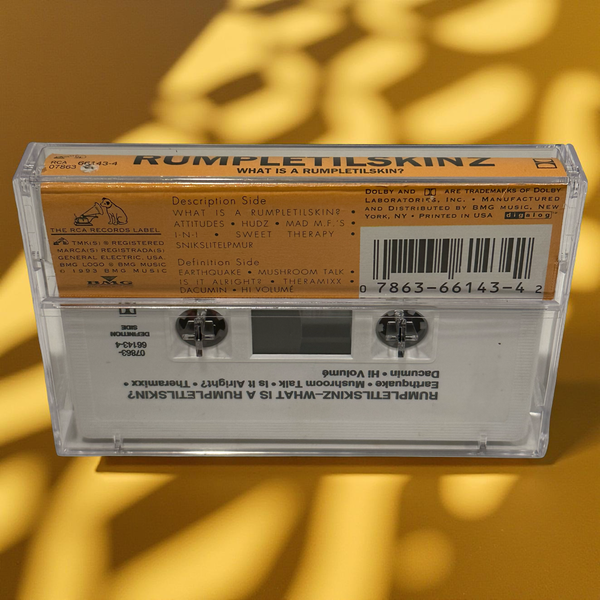 RCA 66143-4
07863
RUMPLETILSKINZ
WHAT IS A RUMPLETILSKIN?
THE RCA RECORDS LABEL
TMK(S) ® REGISTERED
MARCA(S) REGISTRADA(S)
GENERAL ELECTRIC, USA.
BMG LOGO ® BMG MUSIC
© 1993 BMG MUSIC
BMG
Description Side
WHAT IS A RUMPLETILSKIN? •
ATTITUDES • HUDZ • MAD M.F.'S •
I-N-I • SWEET THERAPY •
SNIKSLITELPMUR
Definition Side
EARTHQUAKE • MUSHROOM TALK •
IS IT ALRIGHT? • THERAMIXX •
DACUMIN • HI VOLUMÉ
DOLBY AND ARE TRADEMARKS OF DOLBY
LABORATORIES, INC. • MANUFACTURED
AND DISTRIBUTED BY BMG MUSIC, NEW
YORK, NY • PRINTED IN USA digalog
0 7863-66143-4 2
RUMPLETILSKINZ–WHAT IS A RUMPLETILSKIN?
Earthquake • Mushroom Talk • Is It Alright? • Theramixx •
Dacumin • Hi Volumé
07863-
66143-4
DEFINITION
SIDE